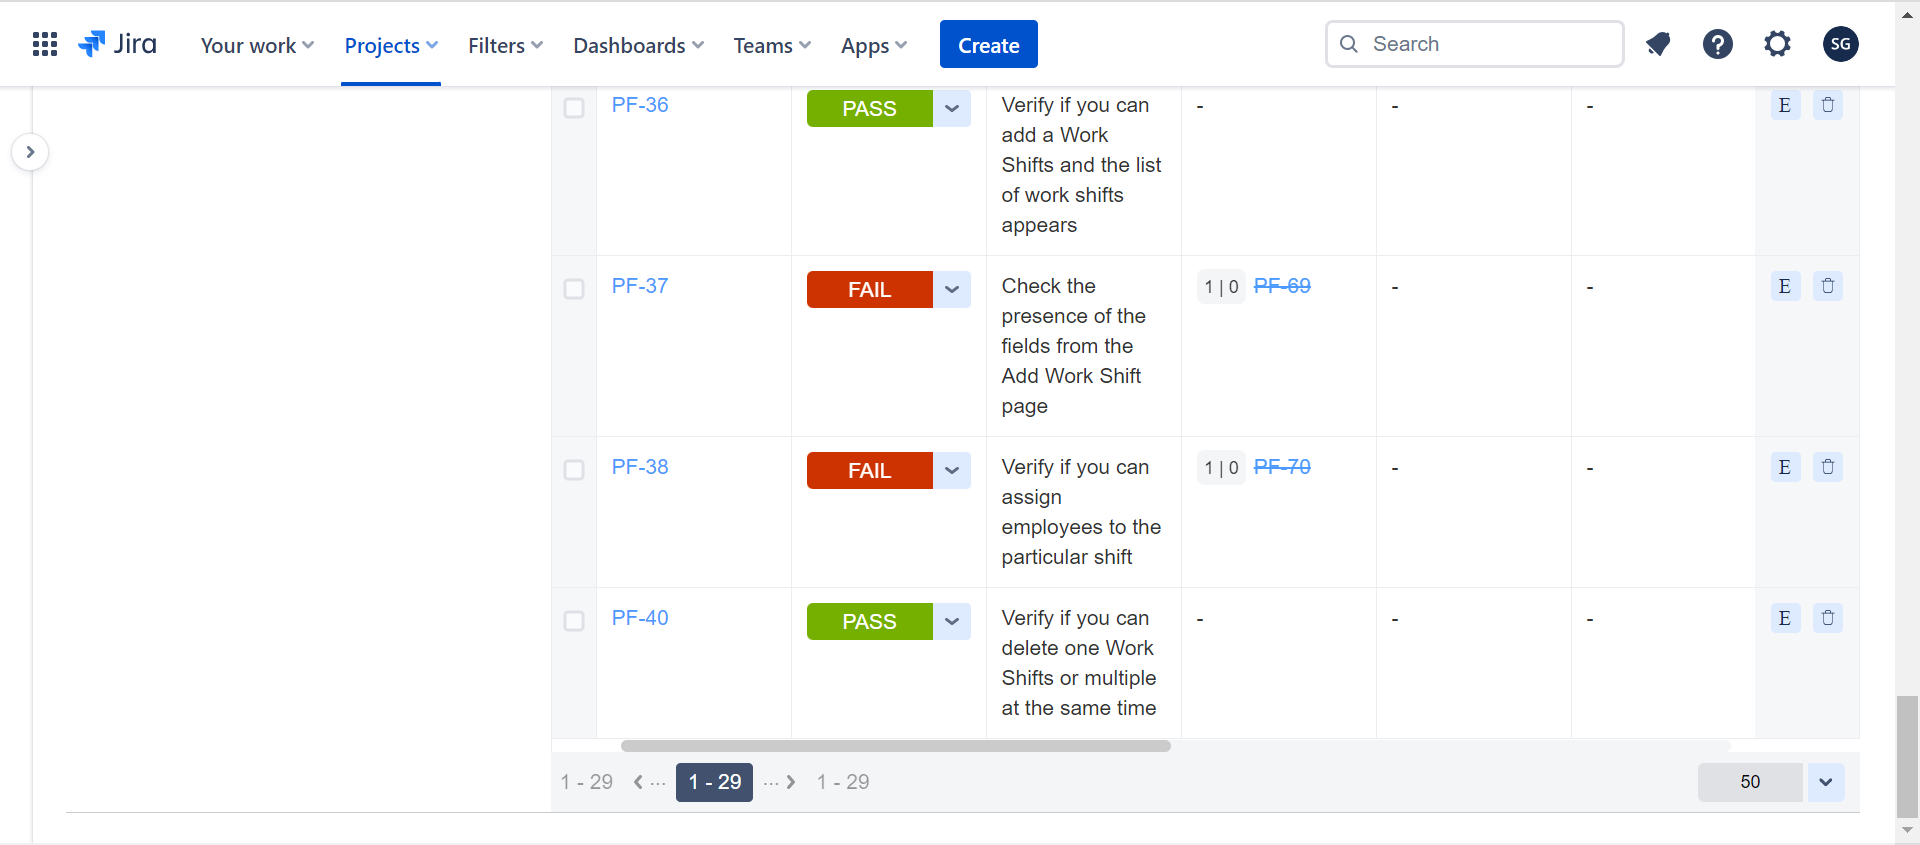 Jira Your work Projects Filters Dashboards Teams Apps Create Search SG
PF-36 PASS Verify if you can - - - E
add a Work
Shifts and the list
of work shifts
appears
PF-37 FAIL Check the 1 | 0 PF-69 - - E
presence of the
fields from the
Add Work Shift
page
PF-38 FAIL Verify if you can 1 | 0 PF-70 - - E
assign
employees to the
particular shift
PF-40 PASS Verify if you can - - - E
delete one Work
Shifts or multiple
at the same time
1 - 29 ... 1 - 29 ... 1 - 29 50